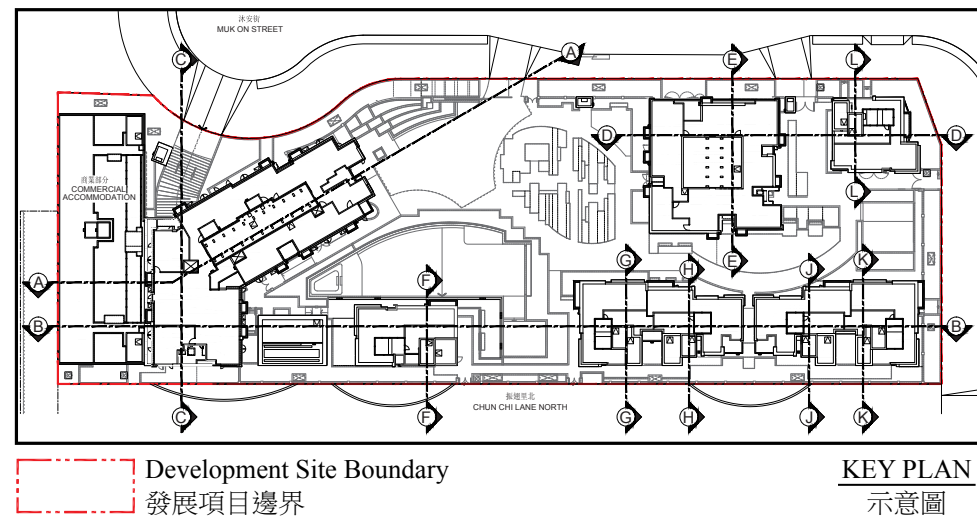 沐安街
MUK ON STREET
C
A
E
L
D
D
商業部分
COMMERCIAL
ACCOMMODATION
L
A
F
G
E
H
J
K
B
B
C
F
G
H
J
K
振翅里北
CHUN CHI LANE NORTH
Development Site Boundary
發展項目邊界
KEY PLAN
示意圖